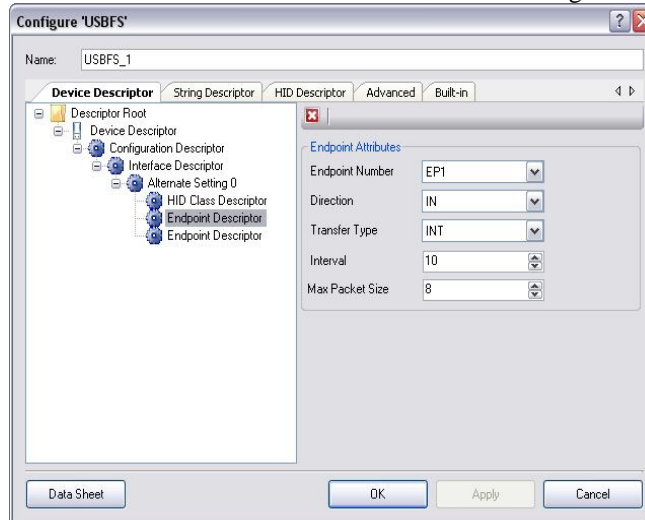 Configure 'USBFS'
Name: USBFS_1
Device Descriptor String Descriptor HID Descriptor Advanced Built-in
Descriptor Root
Device Descriptor
Configuration Descriptor
Interface Descriptor
Alternate Setting 0
HID Class Descriptor
Endpoint Descriptor
Endpoint Descriptor
Endpoint Attributes
Endpoint Number EP1
Direction IN
Transfer Type INT
Interval 10
Max Packet Size 8
Data Sheet OK Apply Cancel